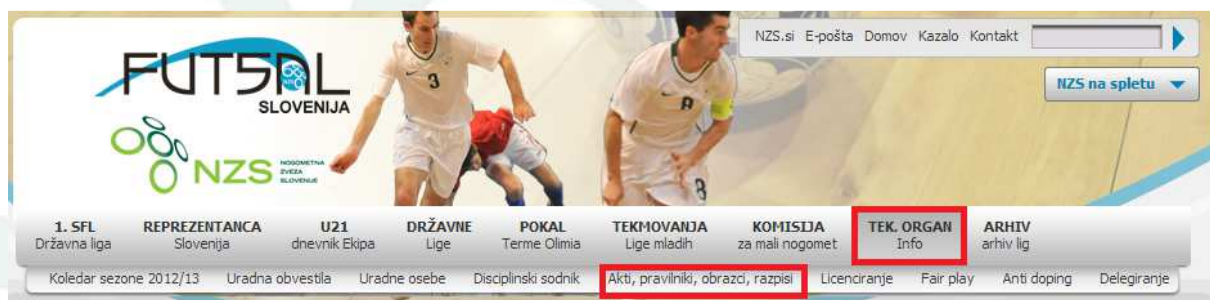 NZS.si E-pošta Domov Kazalo Kontakt
FUTSAL
SLOVENIJA
NZS na spletu
NZS NOGOMETNA
ZVEZA
SLOVENIJE
3
8
1. SFL REPREZENTANCA U21 DRŽAVNE POKAL TEKMOVANJA KOMISIJA TEK. ORGAN ARHIV
Državna liga Slovenija dnevnik Ekipa Lige Terme Olimia Lige mladih za mali nogomet Info arhiv lig
Koledar sezone 2012/13 Uradna obvestila Uradne osebe Disciplinski sodnik Akti, pravilniki, obrazci, razpisi Licenciranje Fair play Anti doping Delegiranje